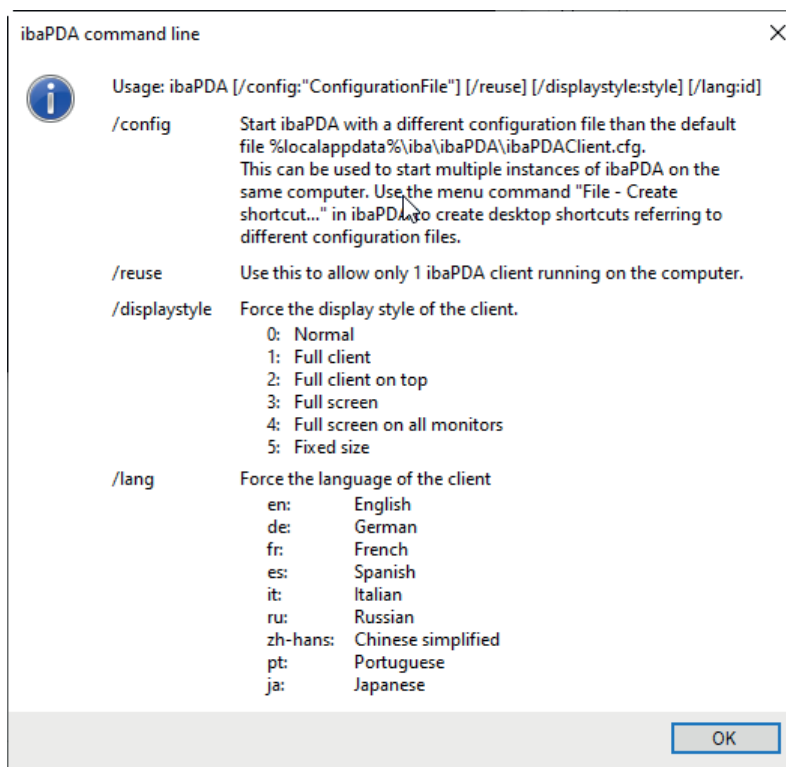 ibaPDA command line
Usage: ibaPDA [/config:"ConfigurationFile"] [/reuse] [/displaystyle:style] [/lang:id]
/config Start ibaPDA with a different configuration file than the default
file %localappdata%\iba\ibaPDA\ibaPDAClient.cfg.
This can be used to start multiple instances of ibaPDA on the
same computer. Use the menu command "File - Create
shortcut..." in ibaPDA to create desktop shortcuts referring to
different configuration files.
/reuse Use this to allow only 1 ibaPDA client running on the computer.
/displaystyle Force the display style of the client.
0: Normal
1: Full client
2: Full client on top
3: Full screen
4: Full screen on all monitors
5: Fixed size
/lang Force the language of the client
en: English
de: German
fr: French
es: Spanish
it: Italian
ru: Russian
zh-hans: Chinese simplified
pt: Portuguese
ja: Japanese
OK